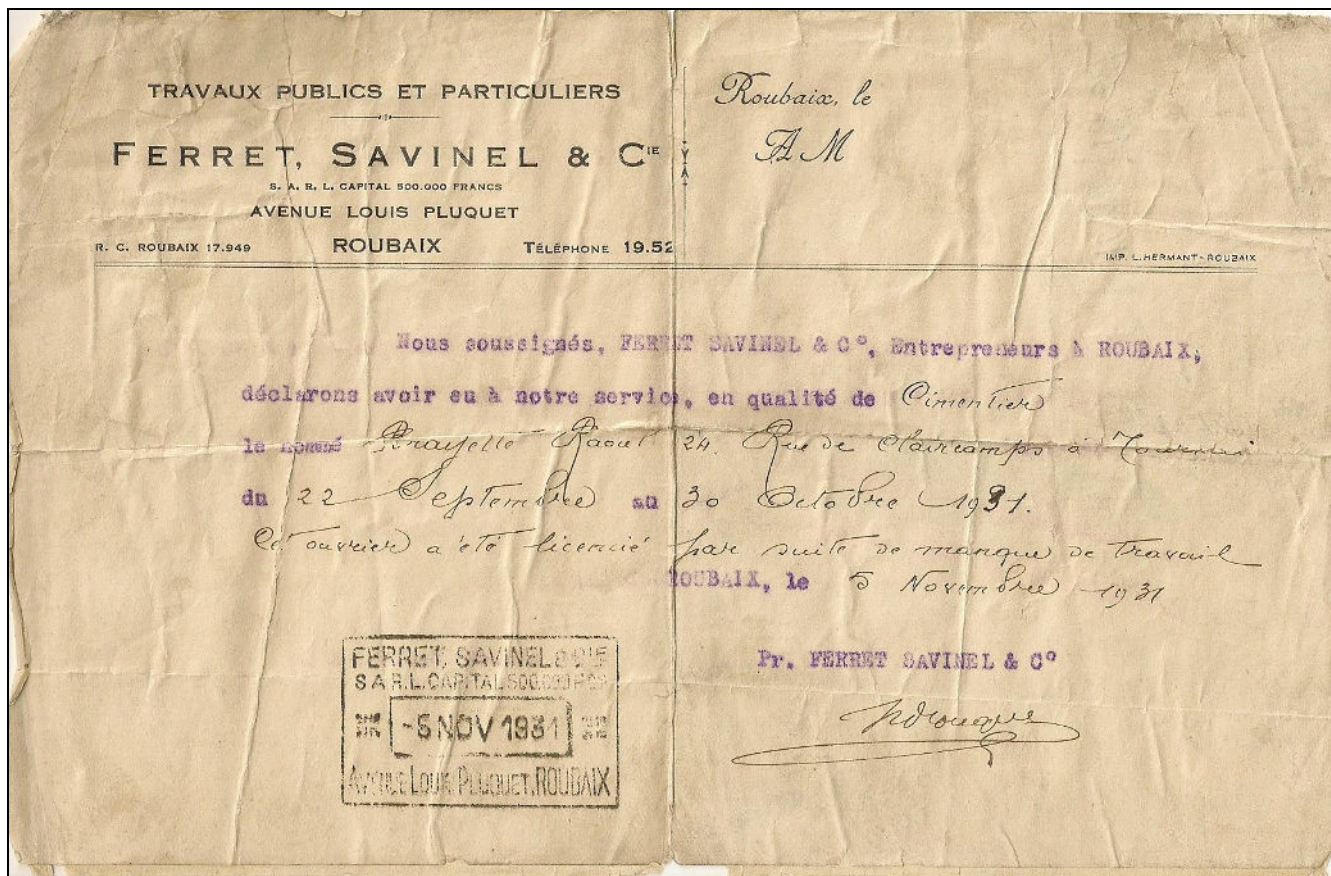 TRAVAUX PUBLICS ET PARTICULIERS
FERRET, SAVINEL & CIE
S. A. R. L. CAPITAL 500.000 FRANCS
AVENUE LOUIS PLUQUET
R. C. ROUBAIX 17.949 ROUBAIX TÉLÉPHONE 19.52
Roubaix, le
A M
IMP. L. HERMANT-ROUBAIX
Nous soussignés, FERRET SAVINEL & C°, Entrepreneurs à ROUBAIX,
déclarons avoir eu à notre service, en qualité de Cimentier
le nommé Raoul 24. Rue de Claircamps à
du 22 Septembre au 30 Octobre 1931.
Cet ouvrier a été licencié par suite de manque de travail
ROUBAIX, le 5 Novembre 1931
Pr. FERRET SAVINEL & C°
FERRET, SAVINEL & CIE
S A R.L. CAPITAL 500.000 FCS
-5 NOV 1931
AVENUE LOUIS PLUQUET, ROUBAIX